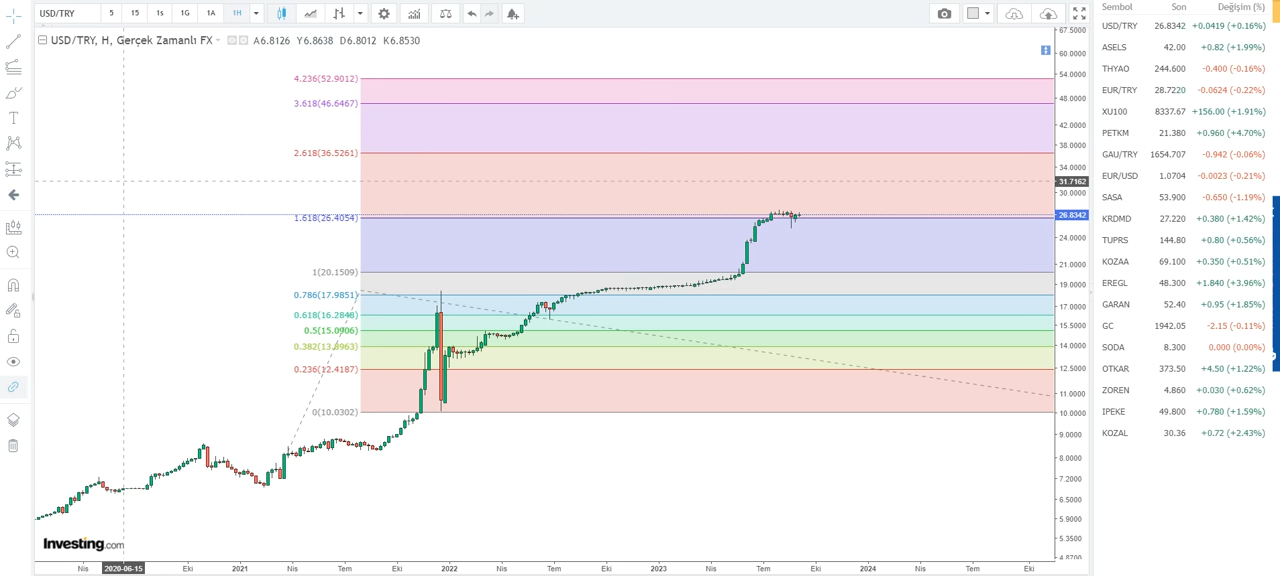 USD/TRY 5 15 1s 1G 1A 1H
USD/TRY, H, Gerçek Zamanlı FX A6.8126 Y6.8638 D6.8012 K6.8530
4.236(52.9012)
3.618(46.6467)
2.618(36.5261)
1.618(26.4054)
1(20.1509)
0.786(17.9851)
0.618(16.2848)
0.5(15.0906)
0.382(13.8963)
0.236(12.4187)
0(10.0302)
67.5000
60.0000
54.0000
48.0000
42.0000
38.0000
34.0000
31.7162
30.0000
26.8342
24.0000
21.0000
19.0000
17.0000
15.5000
14.0000
12.5000
11.0000
10.0000
9.0000
8.0000
7.2000
6.5000
5.9000
5.3500
4.8700
Investing.com
Nis 2020-06-15 Eki 2021 Nis Tem Eki 2022 Nis Tem Eki 2023 Nis Tem Eki 2024 Nis Tem Eki
Sembol Son Değişim (%)
USD/TRY 26.8342 +0.0419 (+0.16%)
ASELS 42.00 +0.82 (+1.99%)
THYAO 244.600 -0.400 (-0.16%)
EUR/TRY 28.7220 -0.0624 (-0.22%)
XU100 8337.67 +156.00 (+1.91%)
PETKM 21.380 +0.960 (+4.70%)
GAU/TRY 1654.707 -0.942 (-0.06%)
EUR/USD 1.0704 -0.0023 (-0.21%)
SASA 53.900 -0.650 (-1.19%)
KRDMD 27.220 +0.380 (+1.42%)
TUPRS 144.80 +0.80 (+0.56%)
KOZAA 69.100 +0.350 (+0.51%)
EREGL 48.300 +1.840 (+3.96%)
GARAN 52.40 +0.95 (+1.85%)
GC 1942.05 -2.15 (-0.11%)
SODA 8.300 0.000 (0.00%)
OTKAR 373.50 +4.50 (+1.22%)
ZOREN 4.860 +0.030 (+0.62%)
IPEKE 49.800 +0.780 (+1.59%)
KOZAL 30.36 +0.72 (+2.43%)